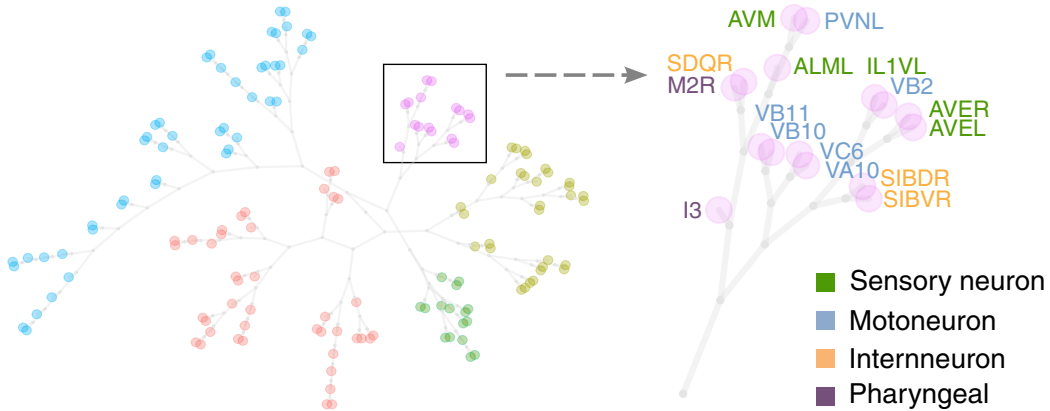 AVM PVNL
SDQR ALML IL1VL
M2R VB2
VB11 AVER
VB10 AVEL
VC6
VA10 SIBDR
I3 SIBVR
Sensory neuron
Motoneuron
Internneuron
Pharyngeal